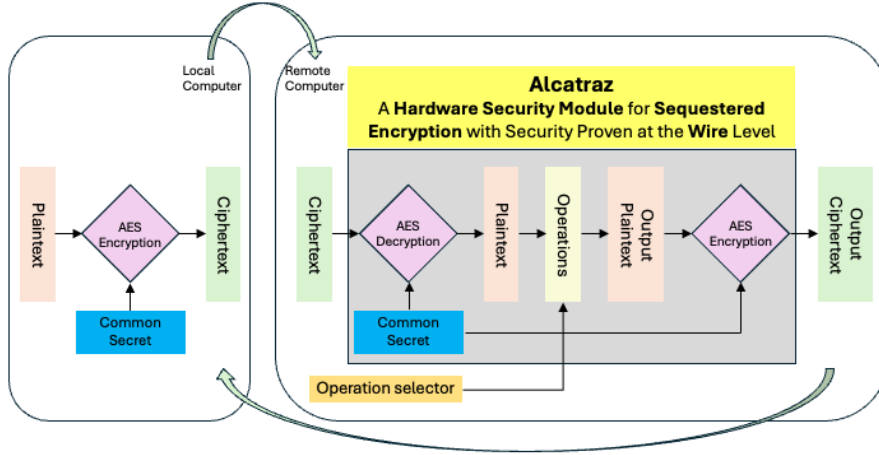 Local
Computer
Plaintext
AES
Encryption
Ciphertext
Common
Secret
Remote
Computer
Alcatraz
A Hardware Security Module for Sequestered
Encryption with Security Proven at the Wire Level
Ciphertext
AES
Decryption
Plaintext
Operations
Output
Plaintext
AES
Encryption
Output
Ciphertext
Common
Secret
Operation selector